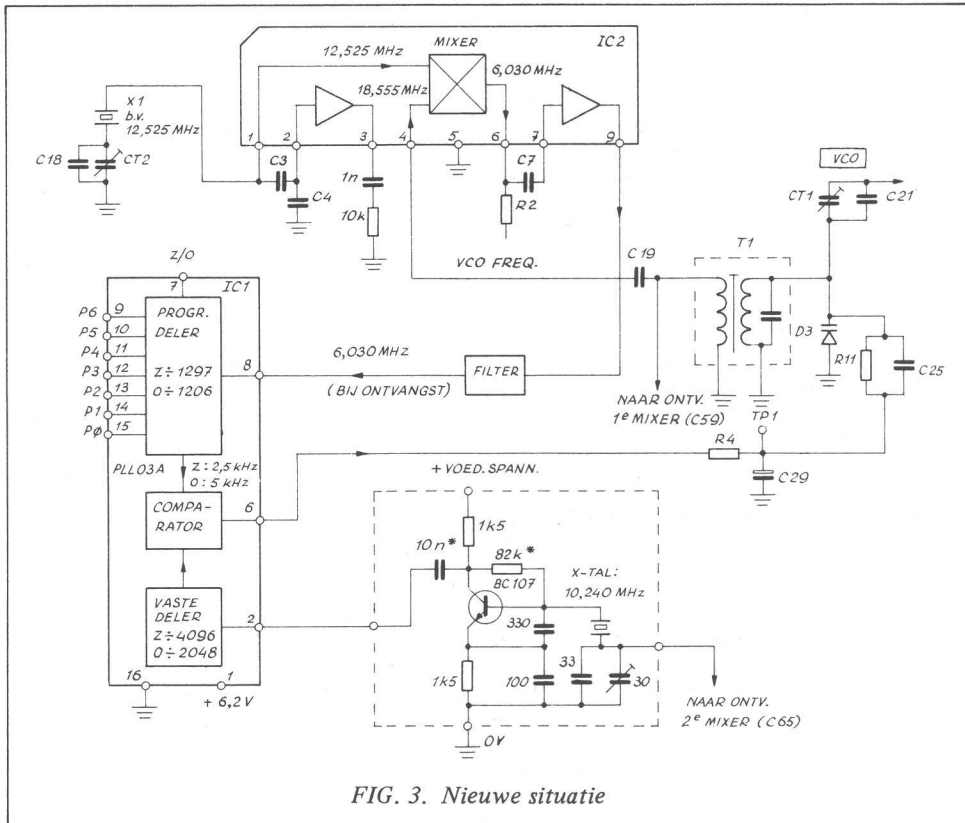 IC2
MIXER
12,525 MHz
6,030 MHz
18,555 MHz
X1
b.v.
12,525 MHz
1
2
3
4
5
6
7
9
C18
CT2
C3
C4
1n
10k
C7
R2
VCO
CT1
C21
VCO FREQ.
C19
T1
D3
R11
C25
Z/O
7
IC1
P6
9
PROGR.
DELER
P5
10
P4
11
Z÷1297
O÷1206
P3
12
P2
13
P1
14
PØ
15
8
6,030 MHz
(BIJ ONTVANGST)
FILTER
NAAR ONTV.
1e MIXER (C59)
TP1
R4
C29
PLL03A
Z: 2,5 kHz
O: 5 kHz
COMPA-
RATOR
6
+ VOED. SPANN.
1k5
10n*
82k*
BC107
X-TAL:
10,240 MHz
VASTE
DELER
Z÷4096
O÷2048
2
330
33
100
30
1k5
16
1
+ 6,2V
NAAR ONTV.
2e MIXER (C65)
0V
FIG. 3. Nieuwe situatie